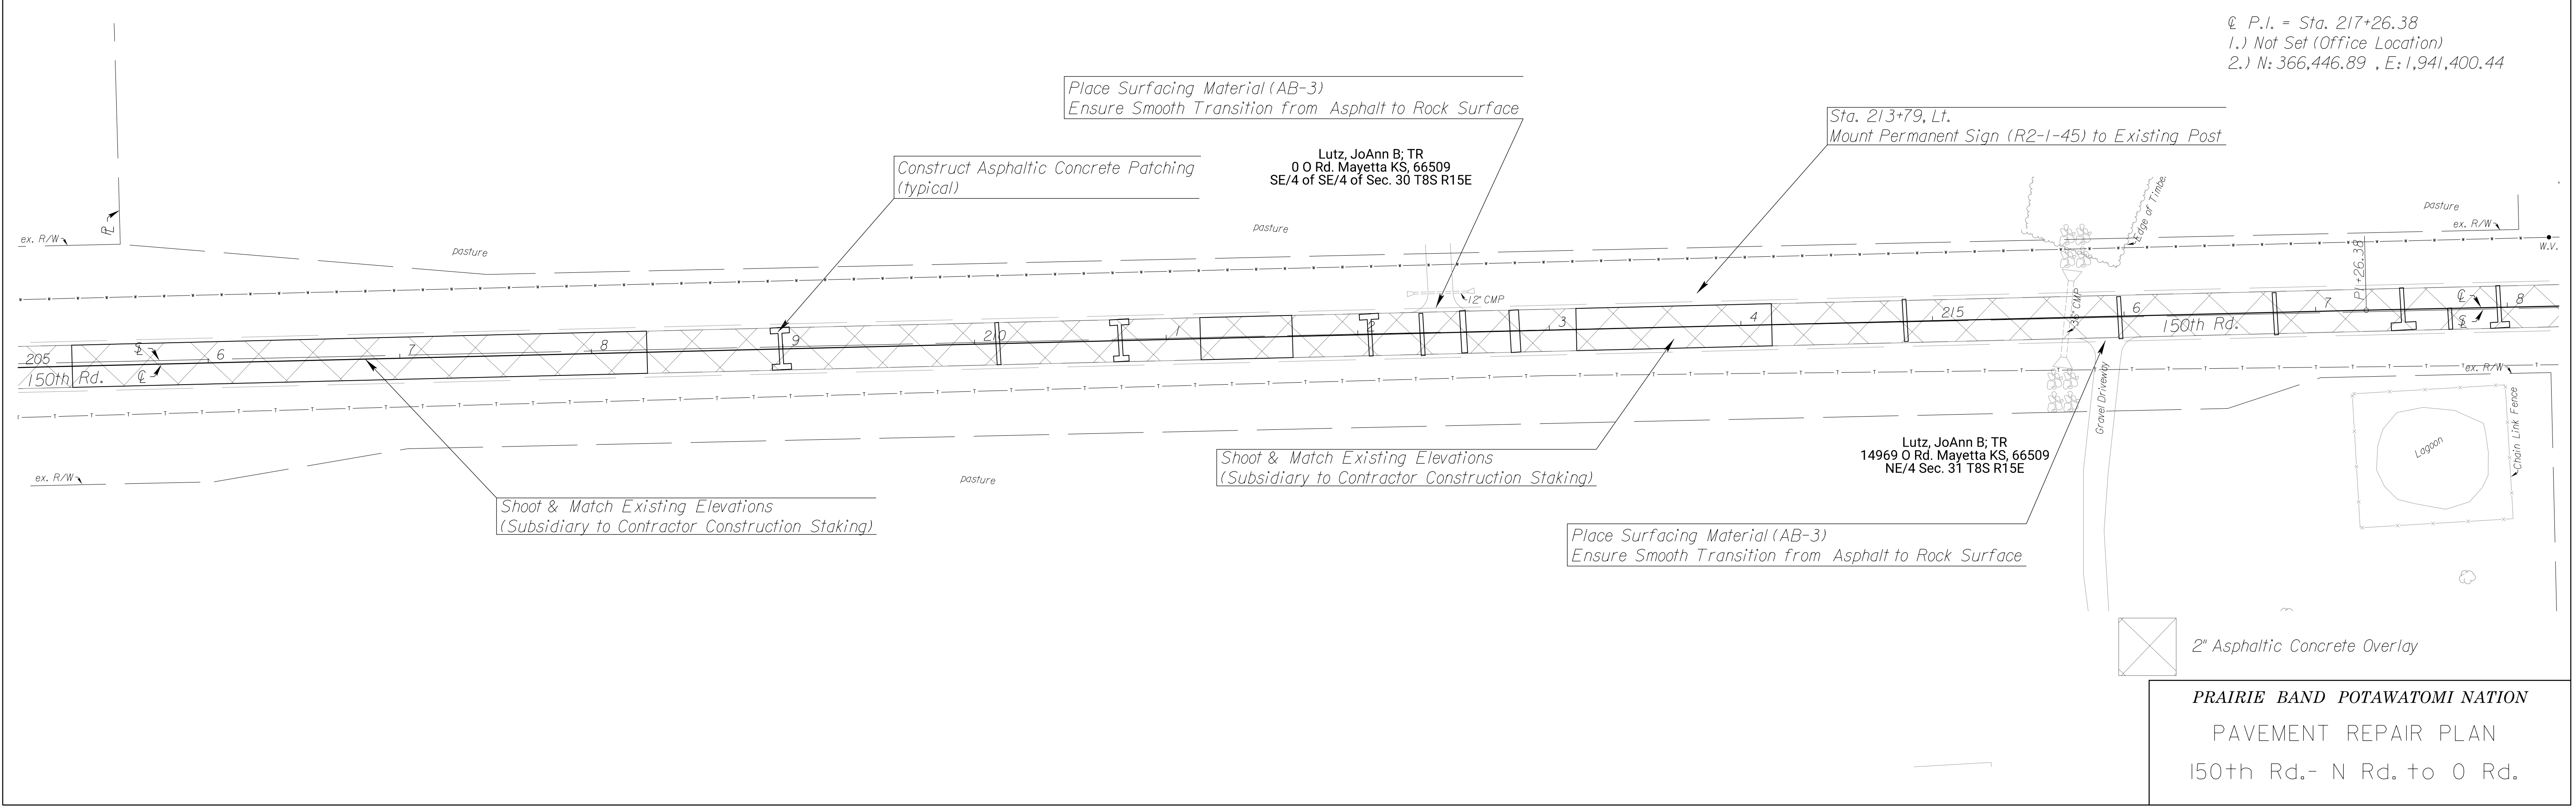 ℄ P.I. = Sta. 217+26.38
1.) Not Set (Office Location)
2.) N: 366,446.89 , E: 1,941,400.44
Place Surfacing Material (AB-3)
Ensure Smooth Transition from Asphalt to Rock Surface
Sta. 213+79, Lt.
Mount Permanent Sign (R2-1-45) to Existing Post
Construct Asphaltic Concrete Patching
(typical)
Lutz, JoAnn B; TR
0 O Rd. Mayetta KS, 66509
SE/4 of SE/4 of Sec. 30 T8S R15E
Edge of Timbe
ex. R/W
PL
pasture
pasture
pasture
ex. R/W
W.V.
12" CMP
36" CMP
PI +26.38
205
6
7
8
9
210
1
2
3
4
215
6
7
8
150th Rd.
150th Rd.
℄
℄
℄
℄
T T T T T T T T T T T T T T T T T T T T T T T T T T T T T T T T T T T T T T T T
ex. R/W
Gravel Driveway
Lagoon
Chain Link Fence
ex. R/W
pasture
Shoot & Match Existing Elevations
(Subsidiary to Contractor Construction Staking)
Shoot & Match Existing Elevations
(Subsidiary to Contractor Construction Staking)
Lutz, JoAnn B; TR
14969 O Rd. Mayetta KS, 66509
NE/4 Sec. 31 T8S R15E
Place Surfacing Material (AB-3)
Ensure Smooth Transition from Asphalt to Rock Surface
2" Asphaltic Concrete Overlay
PRAIRIE BAND POTAWATOMI NATION
PAVEMENT REPAIR PLAN
150th Rd.- N Rd. to O Rd.